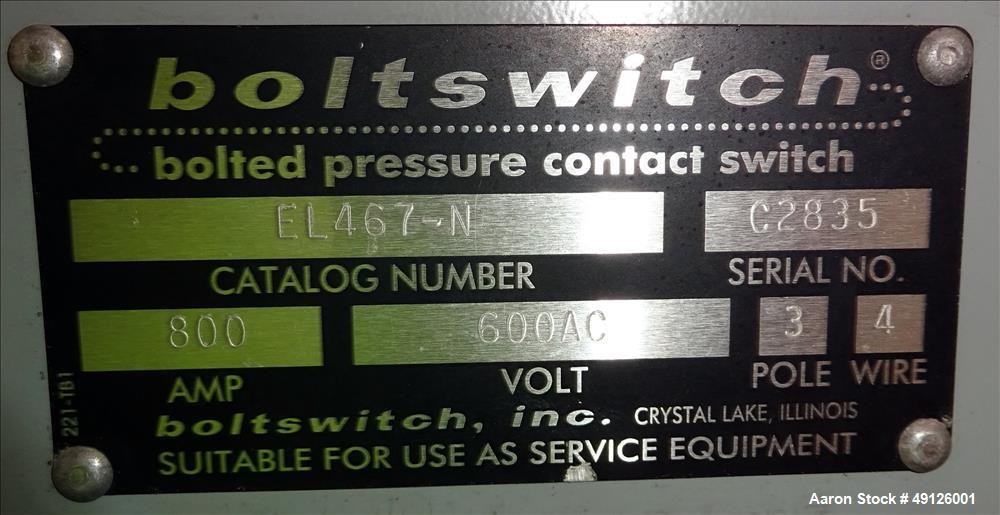 boltswitch®
bolted pressure contact switch
EL467-N C2835
CATALOG NUMBER SERIAL NO.
800 600AC 3 4
AMP VOLT POLE WIRE
boltswitch, inc. CRYSTAL LAKE, ILLINOIS
SUITABLE FOR USE AS SERVICE EQUIPMENT
221-TB1
Aaron Stock # 49126001